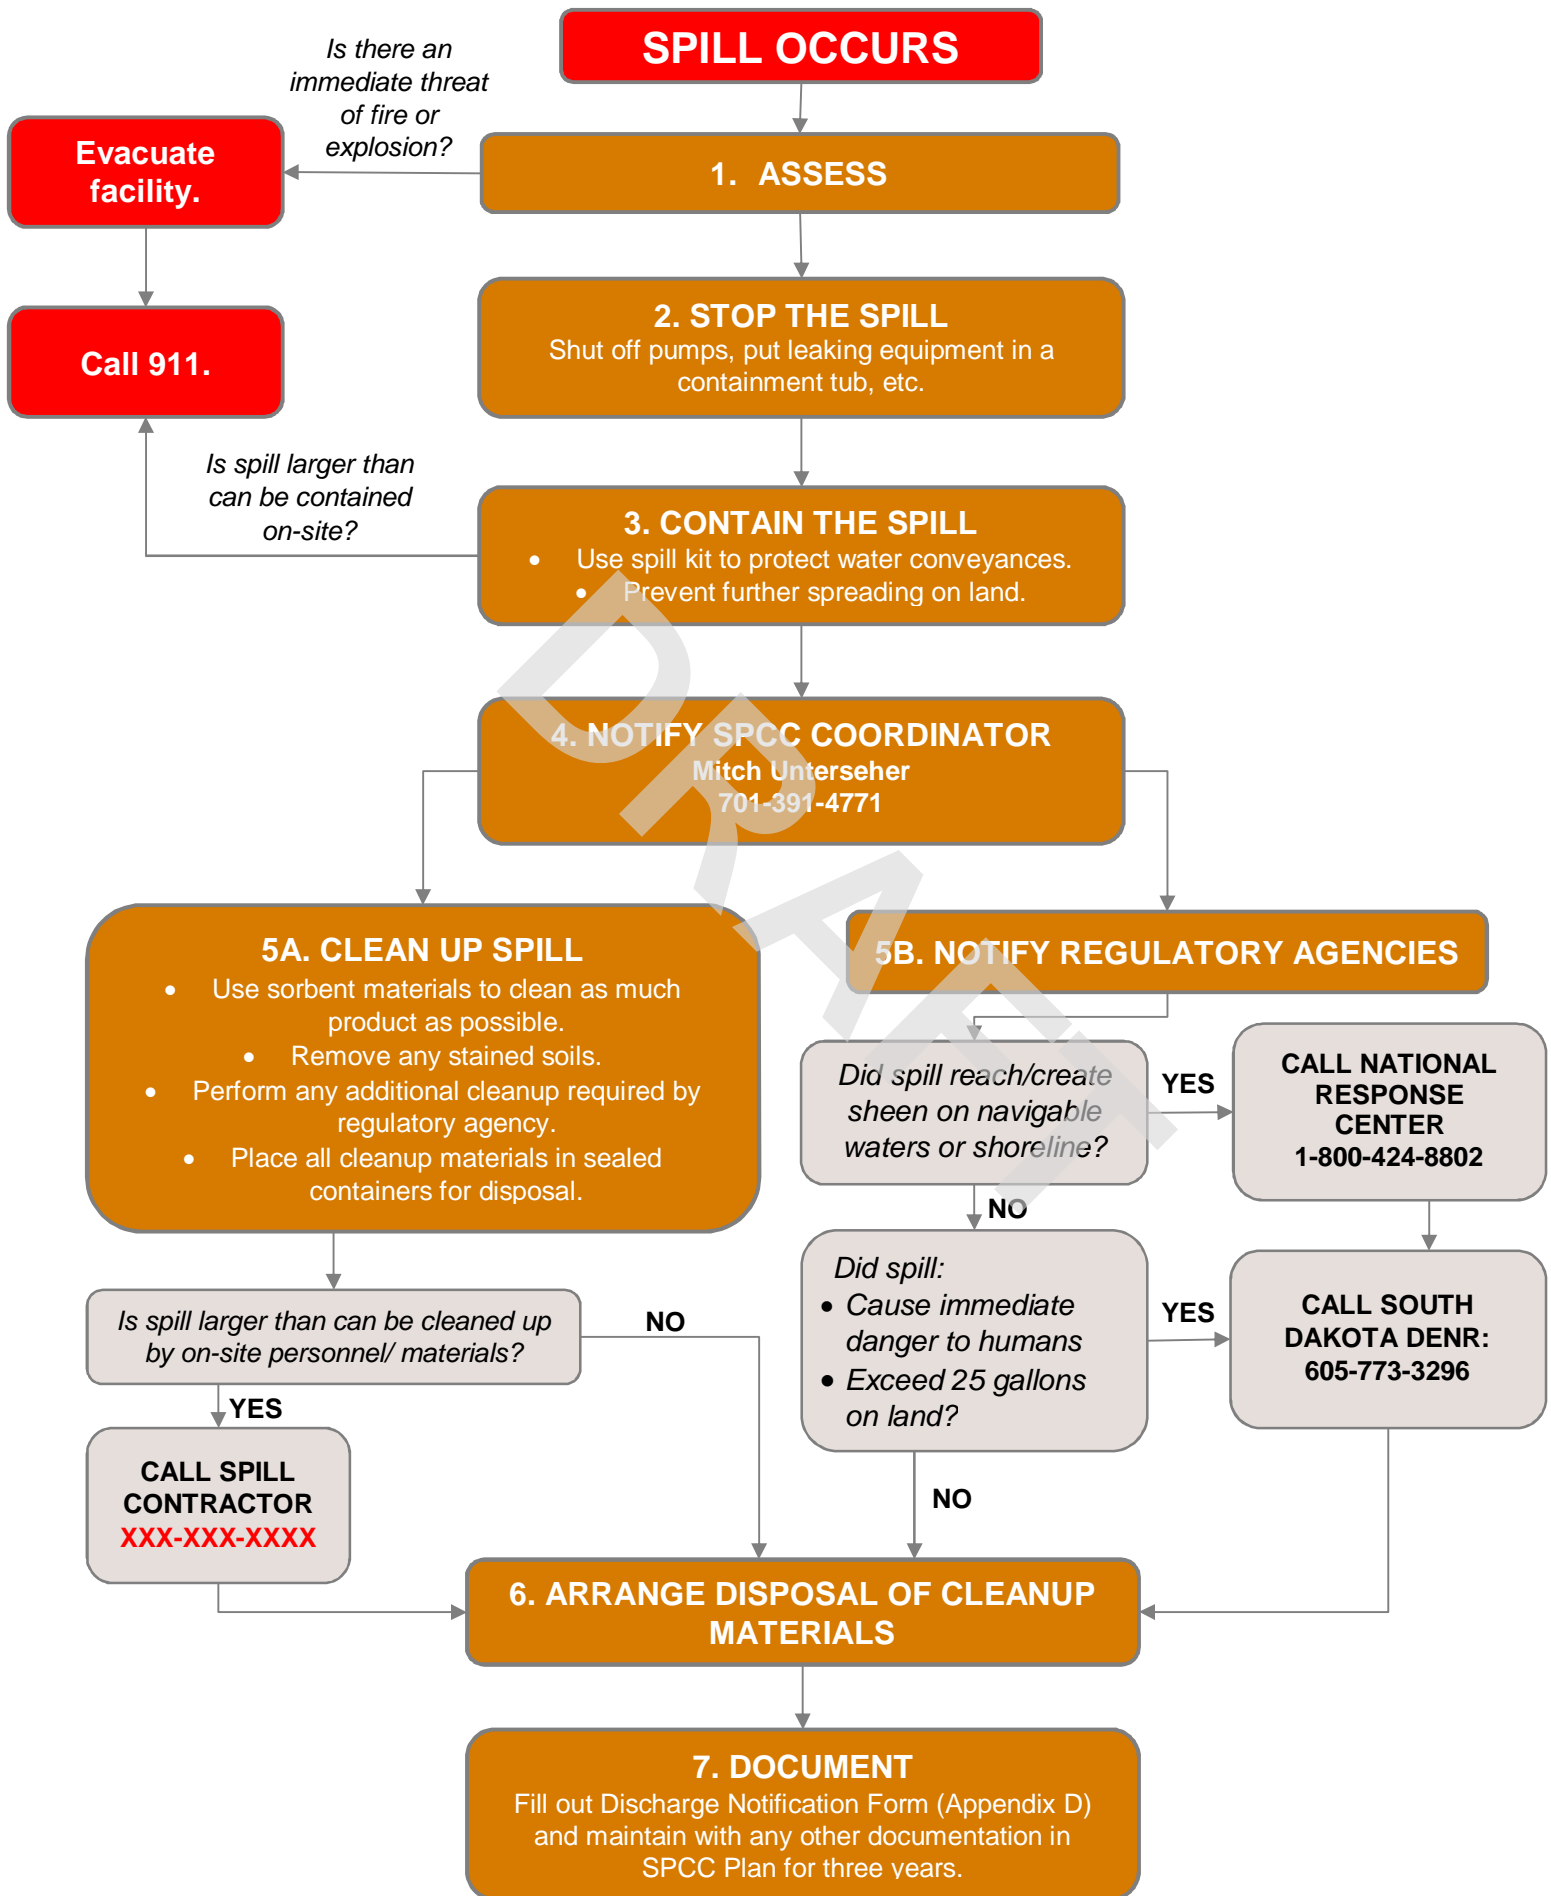 SPILL OCCURS
Is there an
immediate threat
of fire or
explosion?
Evacuate
facility.
1. ASSESS
2. STOP THE SPILL
Shut off pumps, put leaking equipment in a
containment tub, etc.
Call 911.
Is spill larger than
can be contained
on-site?
3. CONTAIN THE SPILL
• Use spill kit to protect water conveyances.
• Prevent further spreading on land.
4. NOTIFY SPCC COORDINATOR
Mitch Unterseher
701-391-4771
5A. CLEAN UP SPILL
• Use sorbent materials to clean as much
product as possible.
• Remove any stained soils.
• Perform any additional cleanup required by
regulatory agency.
• Place all cleanup materials in sealed
containers for disposal.
5B. NOTIFY REGULATORY AGENCIES
Did spill reach/create
sheen on navigable
waters or shoreline?
YES
CALL NATIONAL
RESPONSE
CENTER
1-800-424-8802
NO
Did spill:
• Cause immediate
danger to humans
• Exceed 25 gallons
on land?
YES
CALL SOUTH
DAKOTA DENR:
605-773-3296
NO
Is spill larger than can be cleaned up
by on-site personnel/ materials?
NO
YES
CALL SPILL
CONTRACTOR
XXX-XXX-XXXX
6. ARRANGE DISPOSAL OF CLEANUP
MATERIALS
7. DOCUMENT
Fill out Discharge Notification Form (Appendix D)
and maintain with any other documentation in
SPCC Plan for three years.
DRAFT